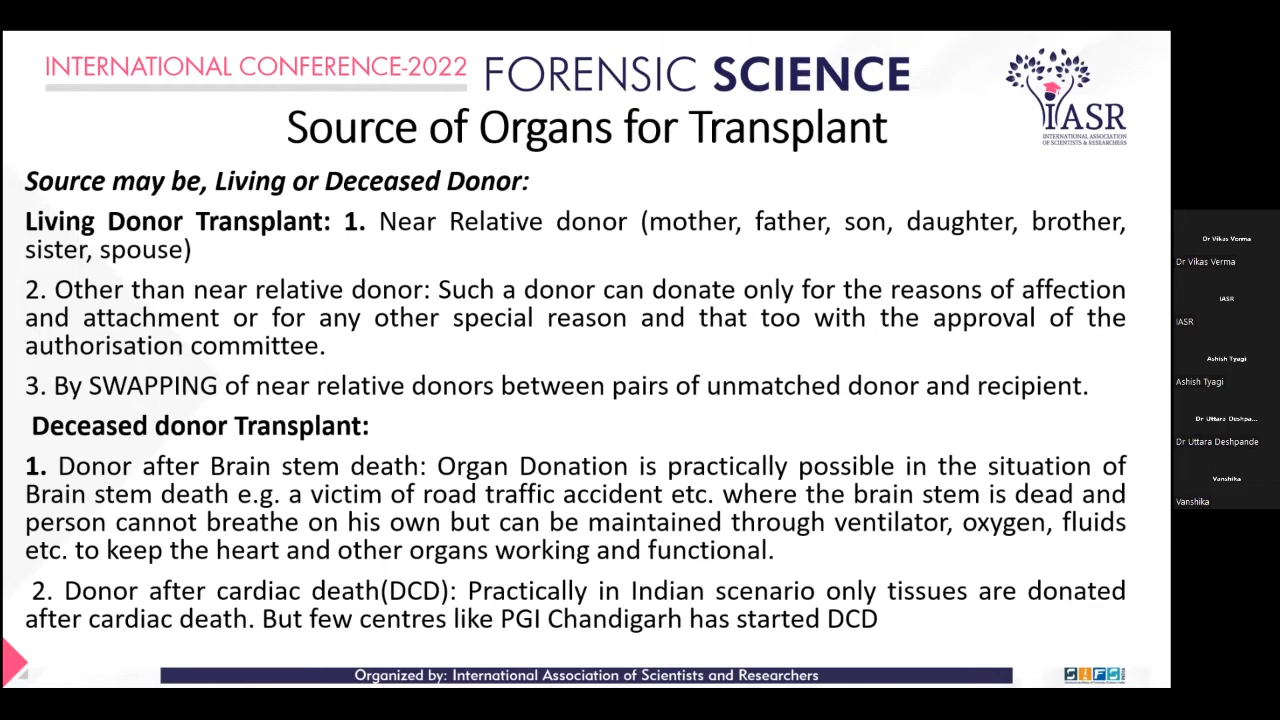 INTERNATIONAL CONFERENCE-2022 FORENSIC SCIENCE
IASR
INTERNATIONAL ASSOCIATION
OF SCIENTISTS & RESEARCHERS
Source of Organs for Transplant
Source may be, Living or Deceased Donor:
Living Donor Transplant: 1. Near Relative donor (mother, father, son, daughter, brother,
sister, spouse)
2. Other than near relative donor: Such a donor can donate only for the reasons of affection
and attachment or for any other special reason and that too with the approval of the
authorisation committee.
3. By SWAPPING of near relative donors between pairs of unmatched donor and recipient.
Deceased donor Transplant:
1. Donor after Brain stem death: Organ Donation is practically possible in the situation of
Brain stem death e.g. a victim of road traffic accident etc. where the brain stem is dead and
person cannot breathe on his own but can be maintained through ventilator, oxygen, fluids
etc. to keep the heart and other organs working and functional.
2. Donor after cardiac death(DCD): Practically in Indian scenario only tissues are donated
after cardiac death. But few centres like PGI Chandigarh has started DCD
Organized by: International Association of Scientists and Researchers
SIFS
Dr Vikas Verma
Dr Vikas Verma
IASR
IASR
Ashish Tyagi
Ashish Tyagi
Dr Uttara Deshpa...
Dr Uttara Deshpande
Vanshika
Vanshika